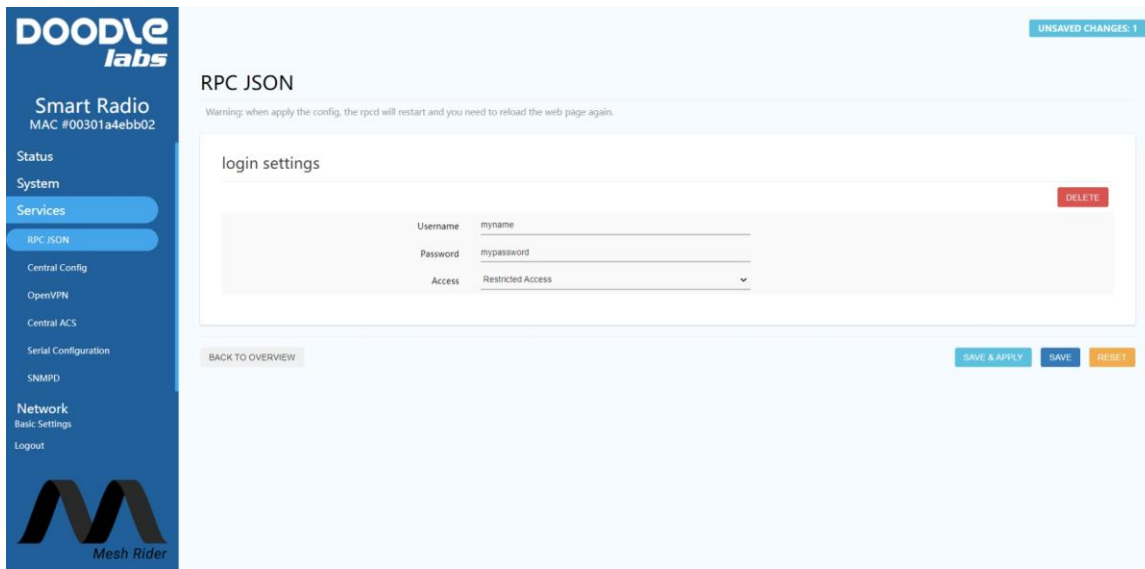 DOODLE
labs
Smart Radio
MAC #00301a4ebb02
Status
System
Services
RPC JSON
Central Config
OpenVPN
Central ACS
Serial Configuration
SNMPD
Network
Basic Settings
Logout
Mesh Rider
UNSAVED CHANGES: 1
RPC JSON
Warning: when apply the config, the rpcd will restart and you need to reload the web page again.
login settings
DELETE
Username myname
Password mypassword
Access Restricted Access
BACK TO OVERVIEW SAVE & APPLY SAVE RESET